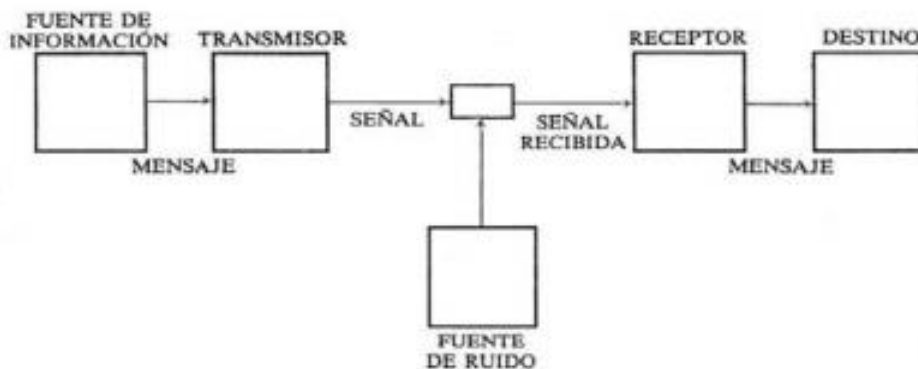 FUENTE DE
INFORMACIÓN
TRANSMISOR
RECEPTOR
DESTINO
SEÑAL
SEÑAL
RECIBIDA
MENSAJE
MENSAJE
FUENTE
DE RUIDO